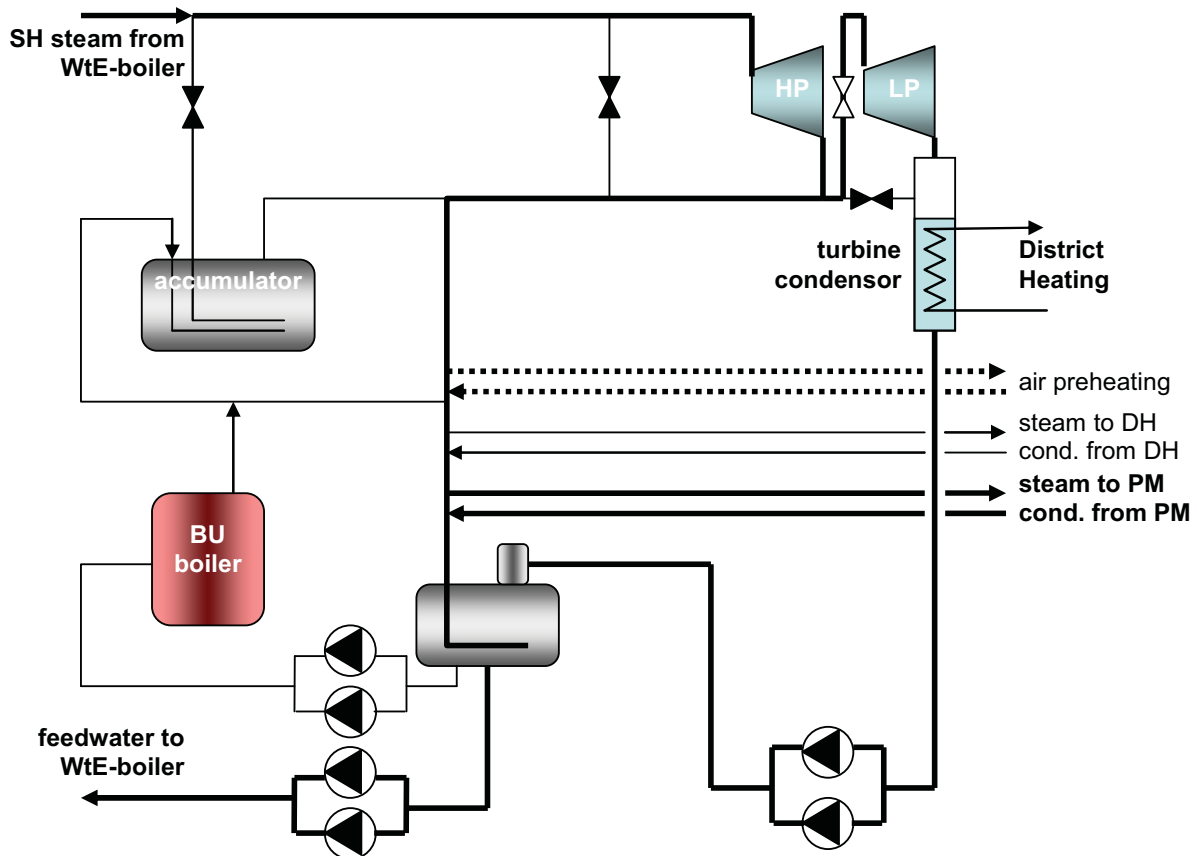 SH steam from
WtE-boiler
HP
LP
accumulator
turbine
condensor
District
Heating
air preheating
steam to DH
cond. from DH
steam to PM
cond. from PM
BU
boiler
feedwater to
WtE-boiler